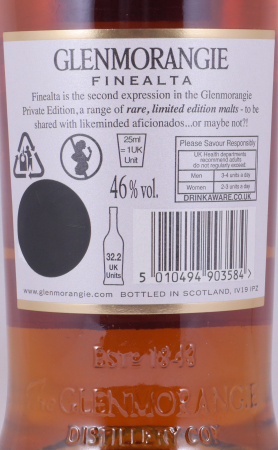 GLENMORANGIE
FINEALTA
Finealta is the second expression in the Glenmorangie
Private Edition, a range of rare, limited edition malts - to be
shared with likeminded aficionados...or maybe not?!
25ml
= 1UK
Unit
Please Savour Responsibly
UK Health departments
recommend adults
do not regularly exceed:
Men 3-4 units a day
Women 2-3 units a day
DRINKAWARE.CO.UK
46% vol.
32.2
UK
Units
5 010494 903584 >
www.glenmorangie.com BOTTLED IN SCOTLAND, IV19 1PZ
ESTD 1843
The GLENMORANGIE
DISTILLERY COY